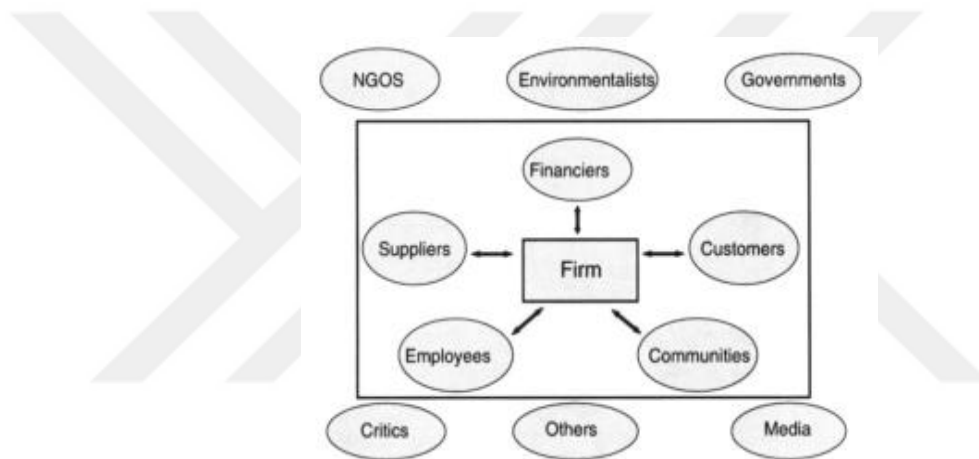 NGOS
Environmentalists
Governments
Financiers
Suppliers
Firm
Customers
Employees
Communities
Critics
Others
Media